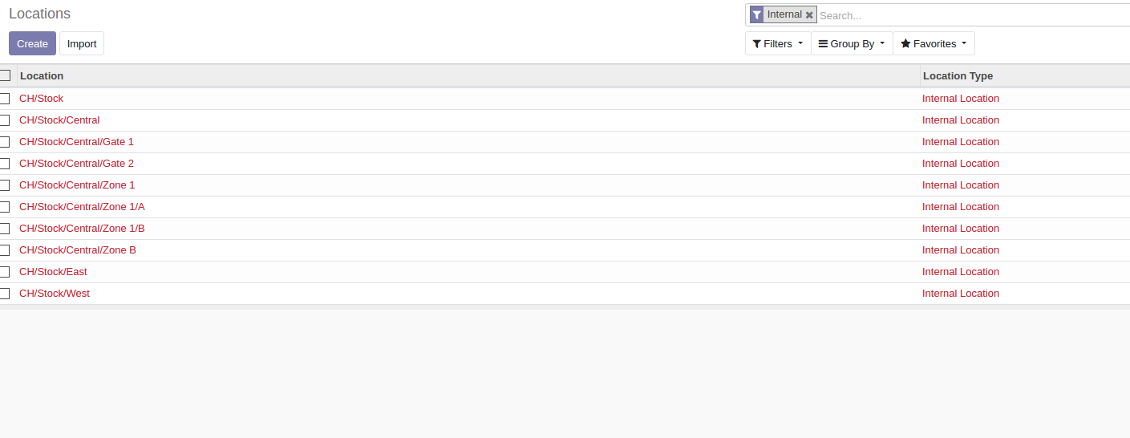 Locations
Internal Search...
Create Import
Filters Group By Favorites
Location Location Type
CH/Stock Internal Location
CH/Stock/Central Internal Location
CH/Stock/Central/Gate 1 Internal Location
CH/Stock/Central/Gate 2 Internal Location
CH/Stock/Central/Zone 1 Internal Location
CH/Stock/Central/Zone 1/A Internal Location
CH/Stock/Central/Zone 1/B Internal Location
CH/Stock/Central/Zone B Internal Location
CH/Stock/East Internal Location
CH/Stock/West Internal Location